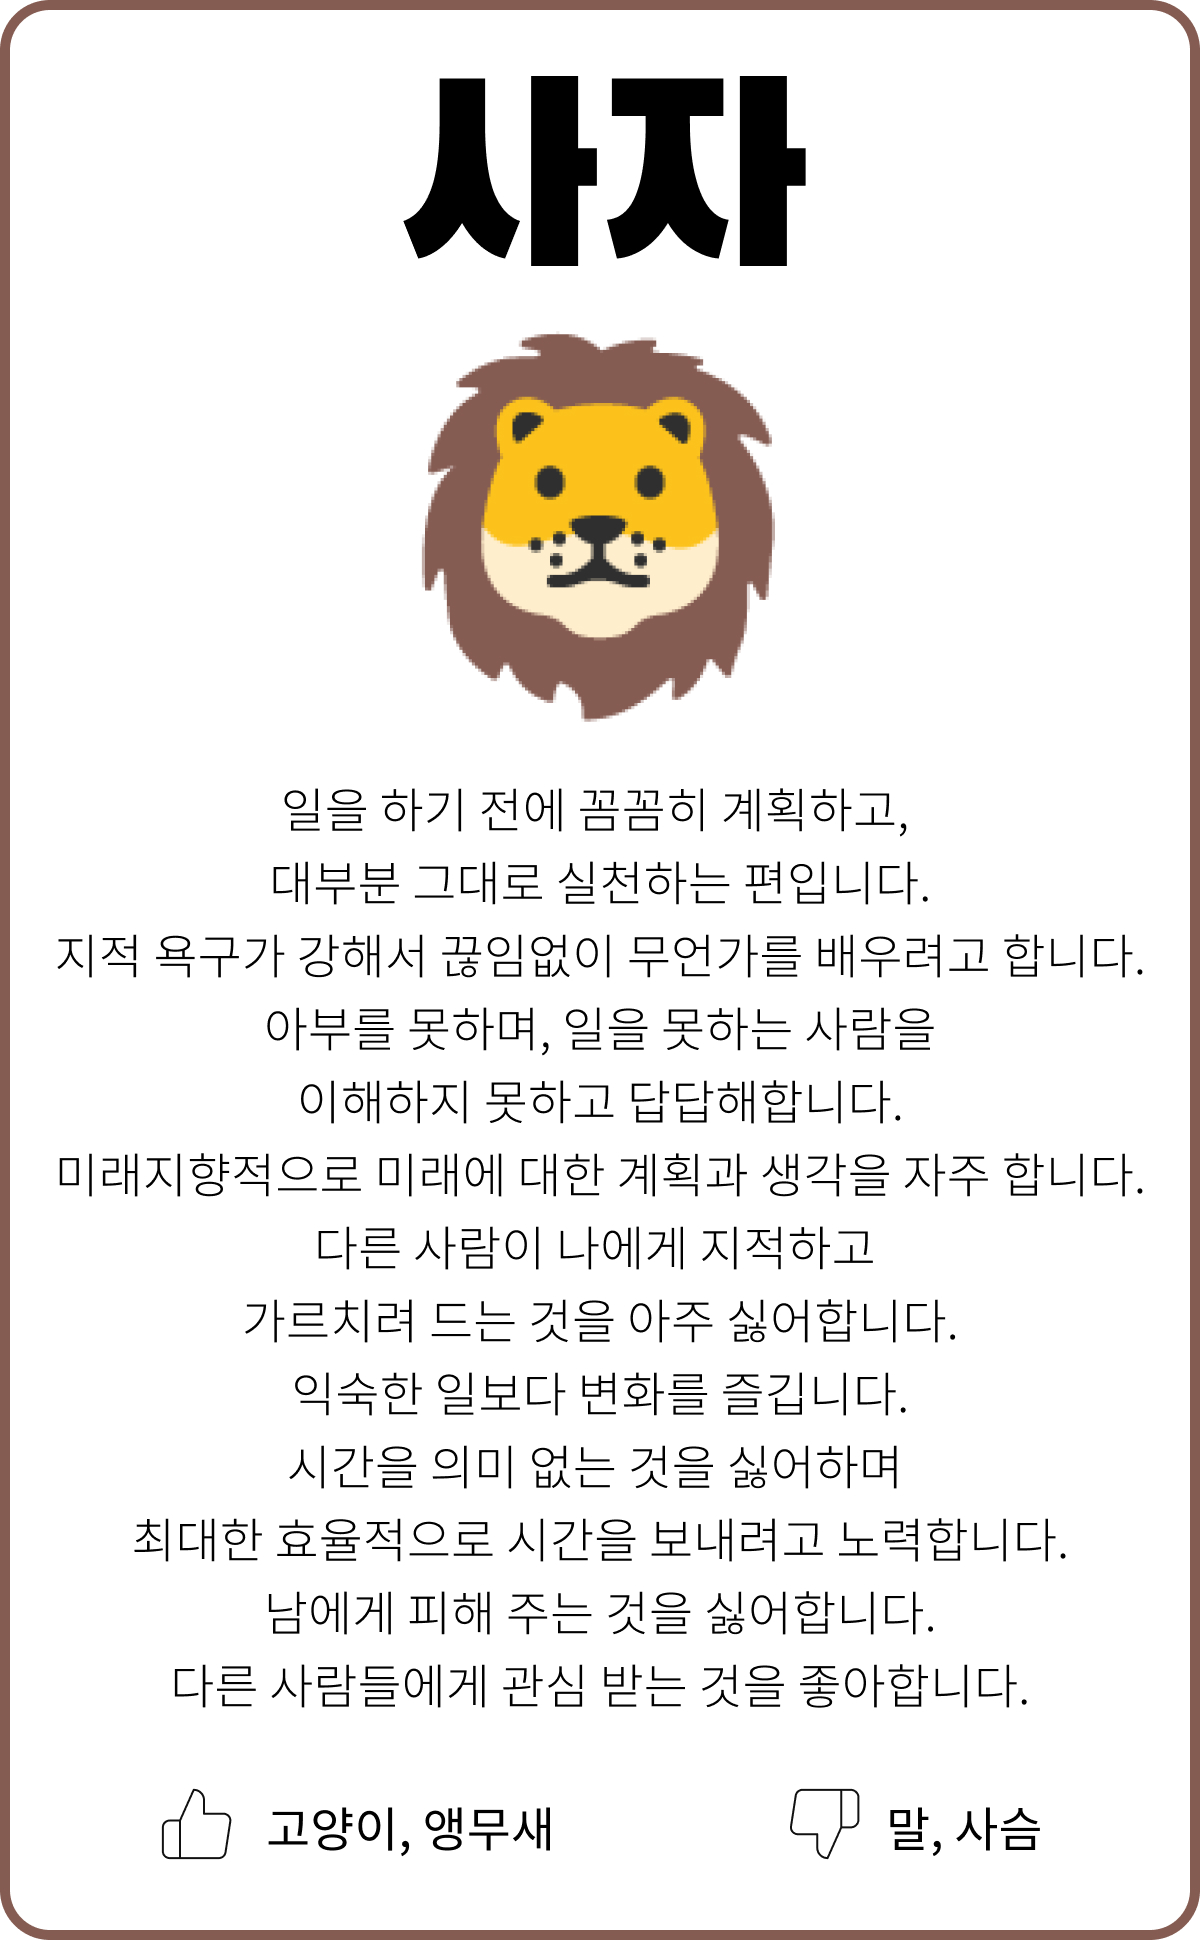 사자
일을 하기 전에 꼼꼼히 계획하고,
대부분 그대로 실천하는 편입니다.
지적 욕구가 강해서 끊임없이 무언가를 배우려고 합니다.
아부를 못하며, 일을 못하는 사람을
이해하지 못하고 답답해합니다.
미래지향적으로 미래에 대한 계획과 생각을 자주 합니다.
다른 사람이 나에게 지적하고
가르치려 드는 것을 아주 싫어합니다.
익숙한 일보다 변화를 즐깁니다.
시간을 의미 없는 것을 싫어하며
최대한 효율적으로 시간을 보내려고 노력합니다.
남에게 피해 주는 것을 싫어합니다.
다른 사람들에게 관심 받는 것을 좋아합니다.
고양이, 앵무새
말, 사슴